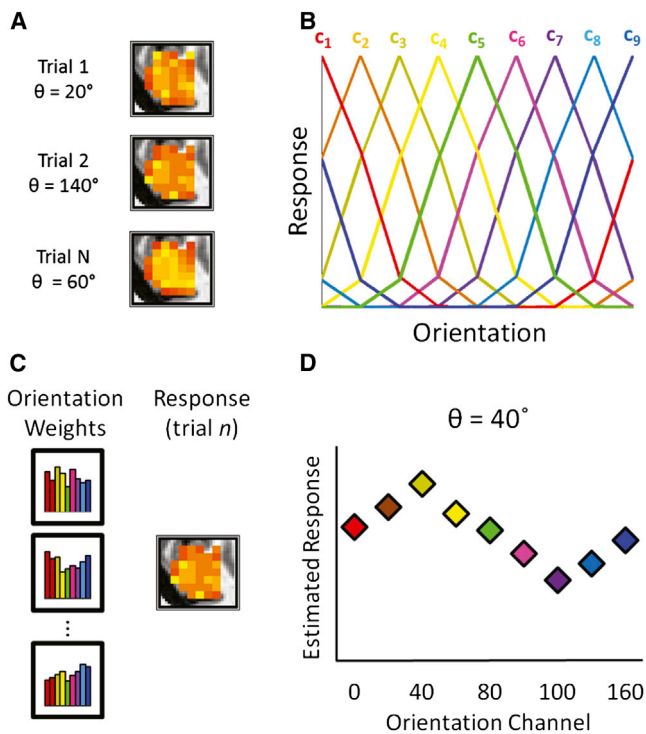 A
Trial 1
θ = 20°
Trial 2
θ = 140°
Trial N
θ = 60°
B
c1 c2 c3 c4 c5 c6 c7 c8 c9
Response
Orientation
C
Orientation
Weights
Response
(trial n)
...
D
θ = 40°
Estimated Response
0 40 80 100 160
Orientation Channel